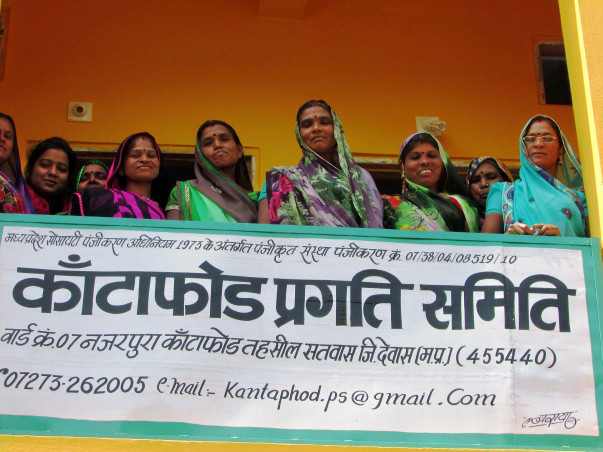 मध्यप्रदेश सोसायटी पंजीकरण अधिनियम 1973 के अंतर्गत पंजीकृत संस्था पंजीकरण क्रं. 07/38/04/08519/10
काँटाफोड प्रगति समिति
वार्ड क्रं.07 नजरपुरा काँटाफोड तहसील सतवास जि.देवास (म.प्र.) (455440)
07273-262005 e-mail:- Kantaphod.ps@gmail.Com